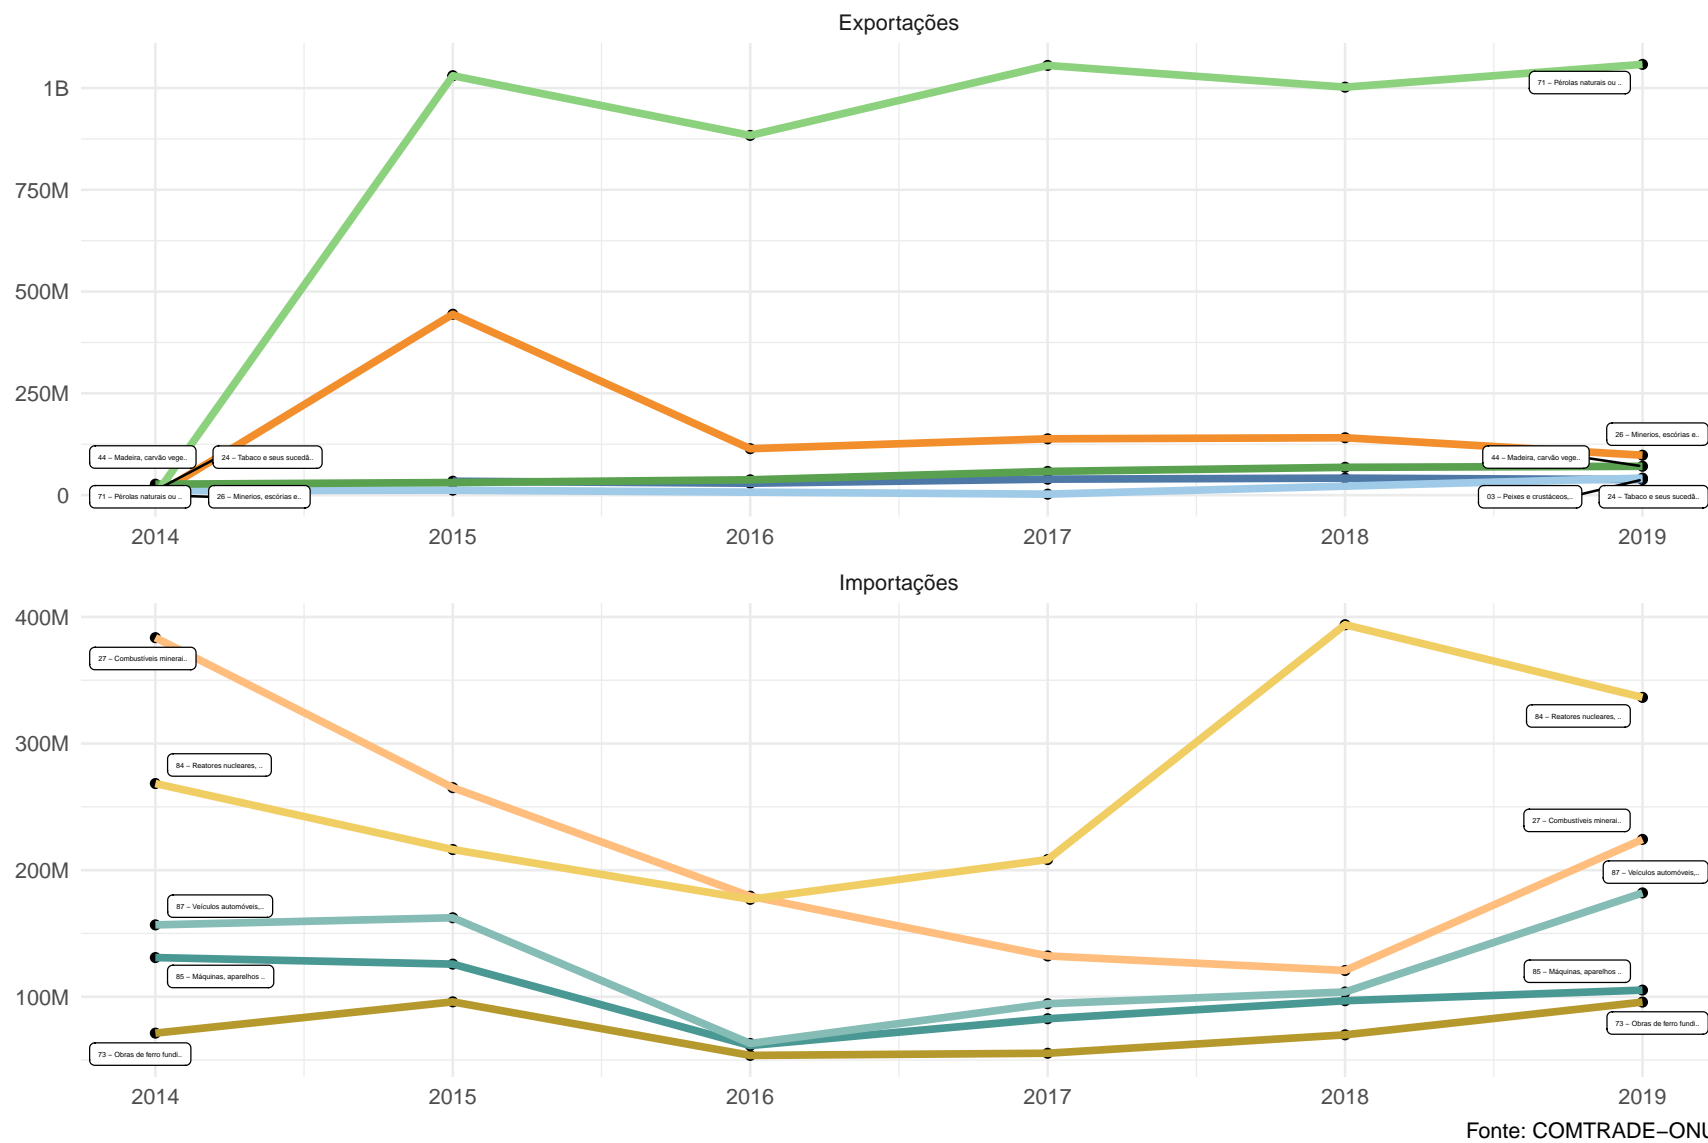 Exportações
1B
750M
500M
250M
0
71 – Pérolas naturais ou ..
26 – Minerios, escórias e..
44 – Madeira, carvão vege..
24 – Tabaco e seus sucedâ..
44 – Madeira, carvão vege..
71 – Pérolas naturais ou ..
26 – Minerios, escórias e..
03 – Peixes e crustáceos,..
24 – Tabaco e seus sucedâ..
2014 2015 2016 2017 2018 2019
Importações
400M
300M
200M
100M
27 – Combustíveis minerai..
84 – Reatores nucleares, ..
84 – Reatores nucleares, ..
27 – Combustíveis minerai..
87 – Veículos automóveis,..
87 – Veículos automóveis,..
85 – Máquinas, aparelhos ..
85 – Máquinas, aparelhos ..
73 – Obras de ferro fundi..
73 – Obras de ferro fundi..
2014 2015 2016 2017 2018 2019
Fonte: COMTRADE–ONU